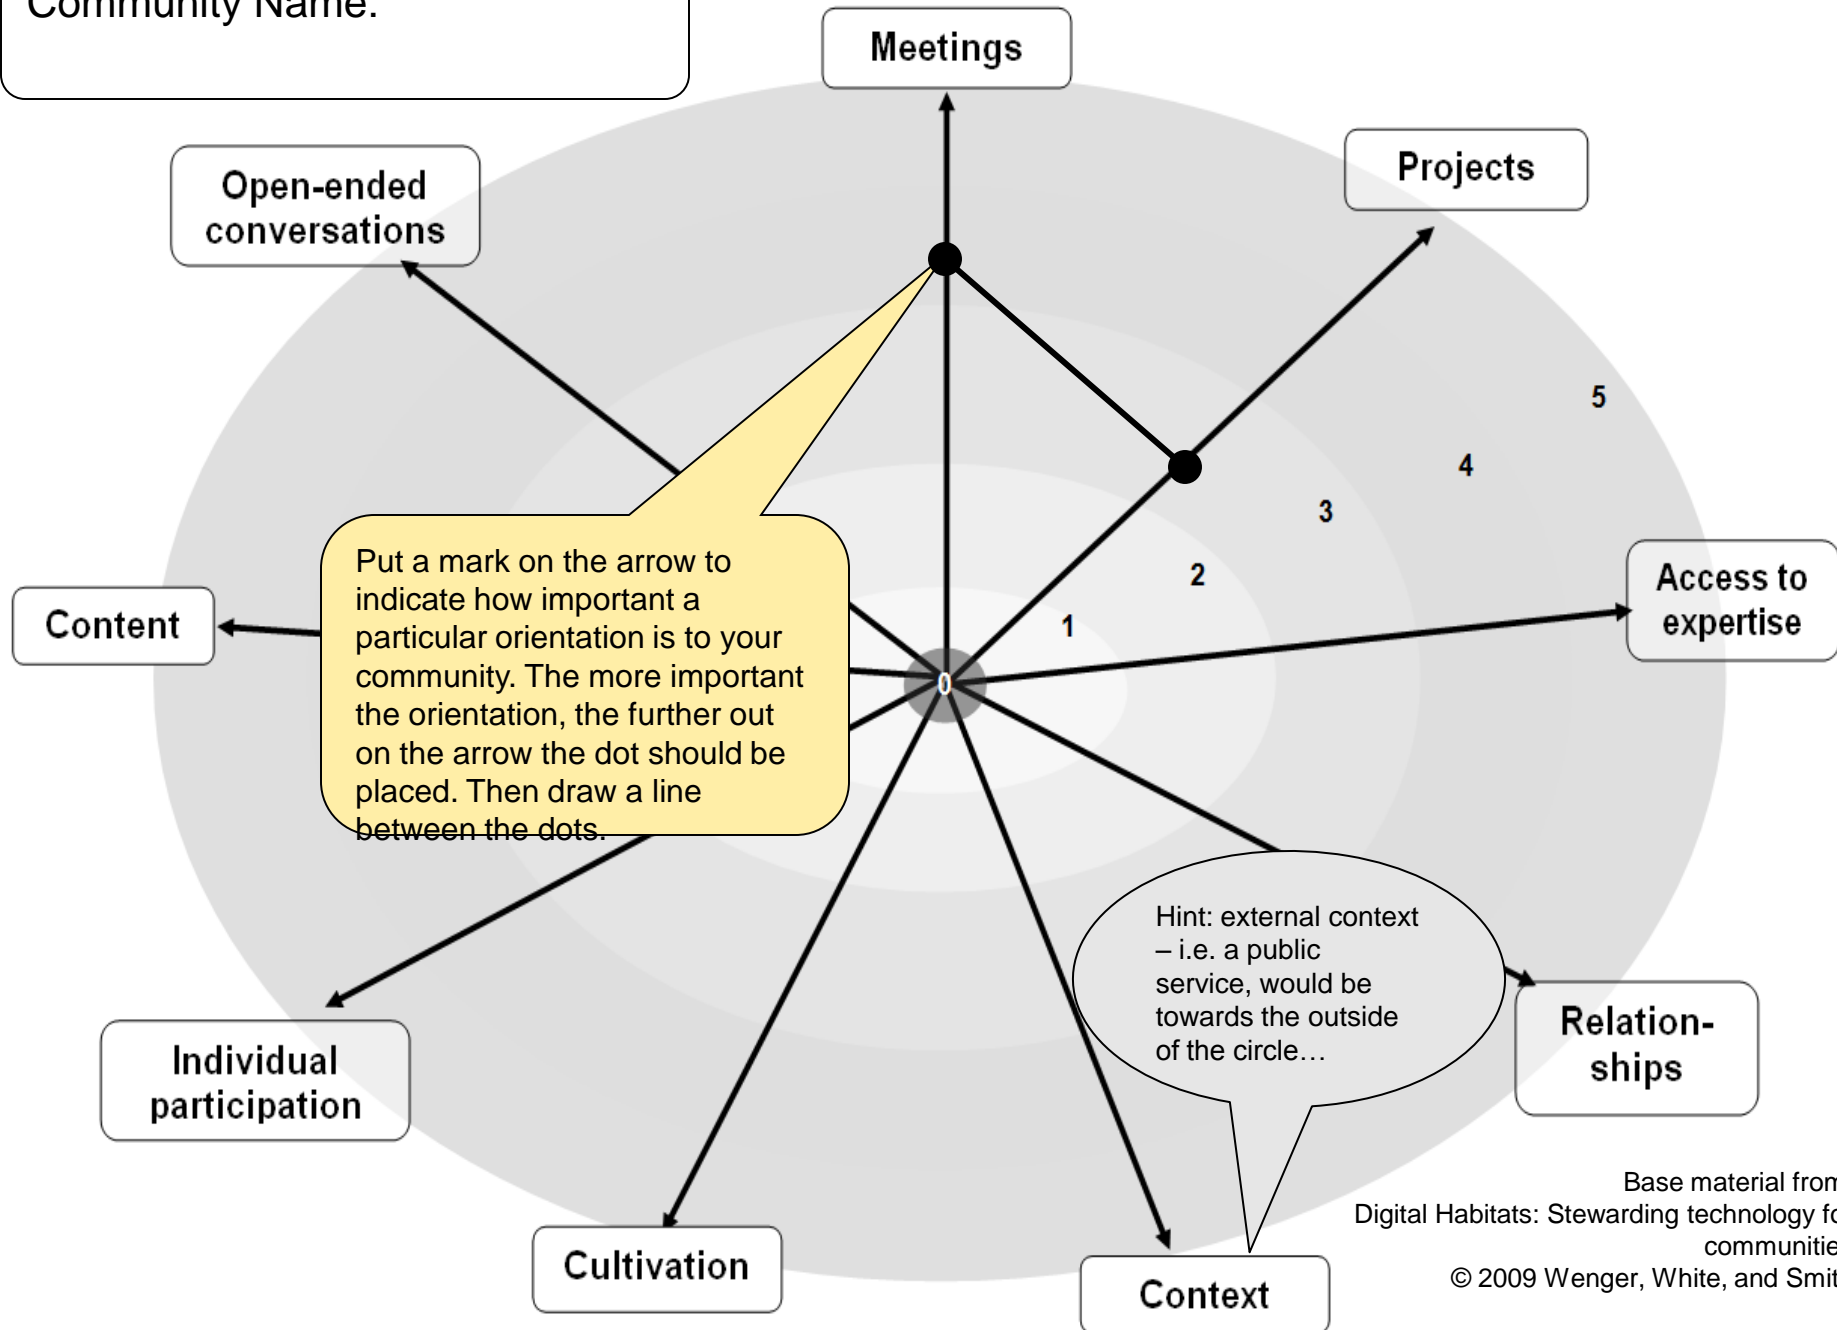 Community Name:
Meetings
Projects
Open-ended
conversations
5
4
3
2
1
0
Access to
expertise
Content
Put a mark on the arrow to
indicate how important a
particular orientation is to your
community. The more important
the orientation, the further out
on the arrow the dot should be
placed. Then draw a line
between the dots.
Hint: external context
– i.e. a public
service, would be
towards the outside
of the circle…
Relation-
ships
Individual
participation
Cultivation
Context
Base material from
Digital Habitats: Stewarding technology fo
communitie
© 2009 Wenger, White, and Smit